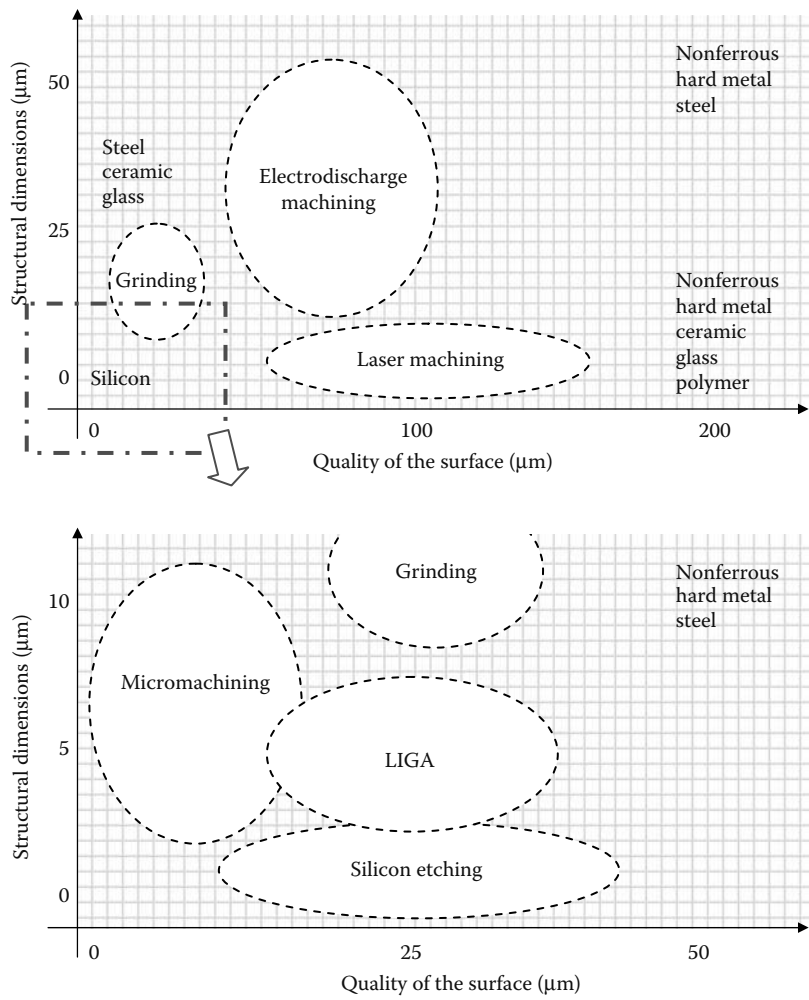 Structural dimensions (μm)
50
25
0
Nonferrous
hard metal
steel
Steel
ceramic
glass
Electrodischarge
machining
Grinding
Nonferrous
hard metal
ceramic
glass
polymer
Laser machining
Silicon
0
100
200
Quality of the surface (μm)
Structural dimensions (μm)
10
5
0
Grinding
Nonferrous
hard metal
steel
Micromachining
LIGA
Silicon etching
0
25
50
Quality of the surface (μm)